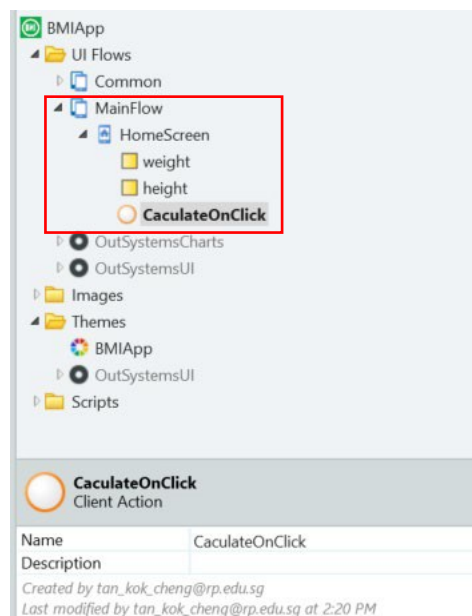 BMIApp
UI Flows
Common
MainFlow
HomeScreen
weight
height
CaculateOnClick
OutSystemsCharts
OutSystemsUI
Images
Themes
BMIApp
OutSystemsUI
Scripts
CaculateOnClick
Client Action
Name CaculateOnClick
Description
Created by tan_kok_cheng@rp.edu.sg
Last modified by tan_kok_cheng@rp.edu.sg at 2:20 PM